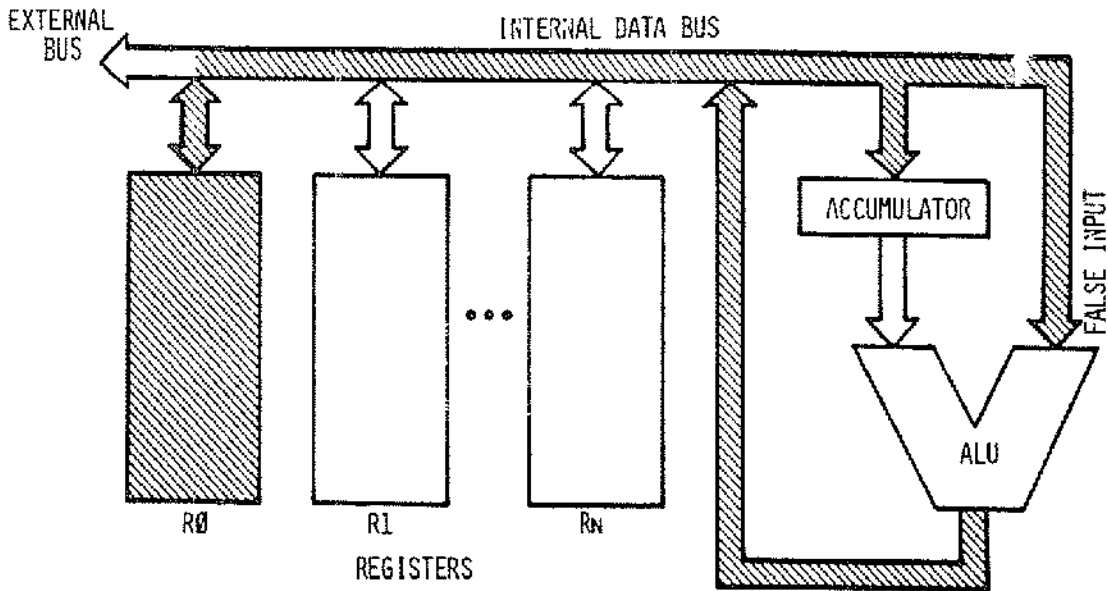 EXTERNAL
BUS
INTERNAL DATA BUS
ACCUMULATOR
FALSE INPUT
ALU
RØ
R1
RN
REGISTERS